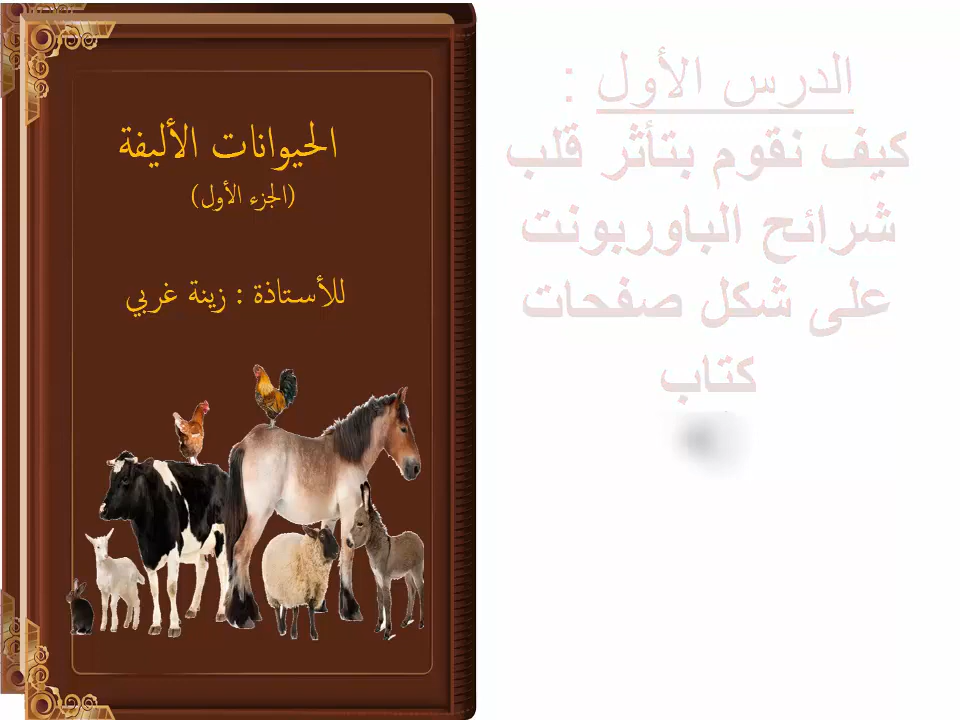 الحيوانات الأليفة
(الجزء الأول)
للأستاذة : زينة غربي
الدرس الأول :
كيف نقوم بتأثر قلب
شرائح الباوربونت
على شكل صفحات
كتاب